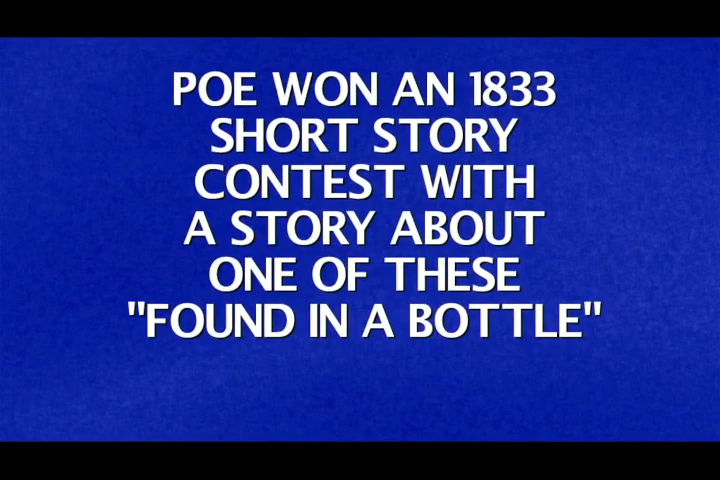 POE WON AN 1833
SHORT STORY
CONTEST WITH
A STORY ABOUT
ONE OF THESE
"FOUND IN A BOTTLE"